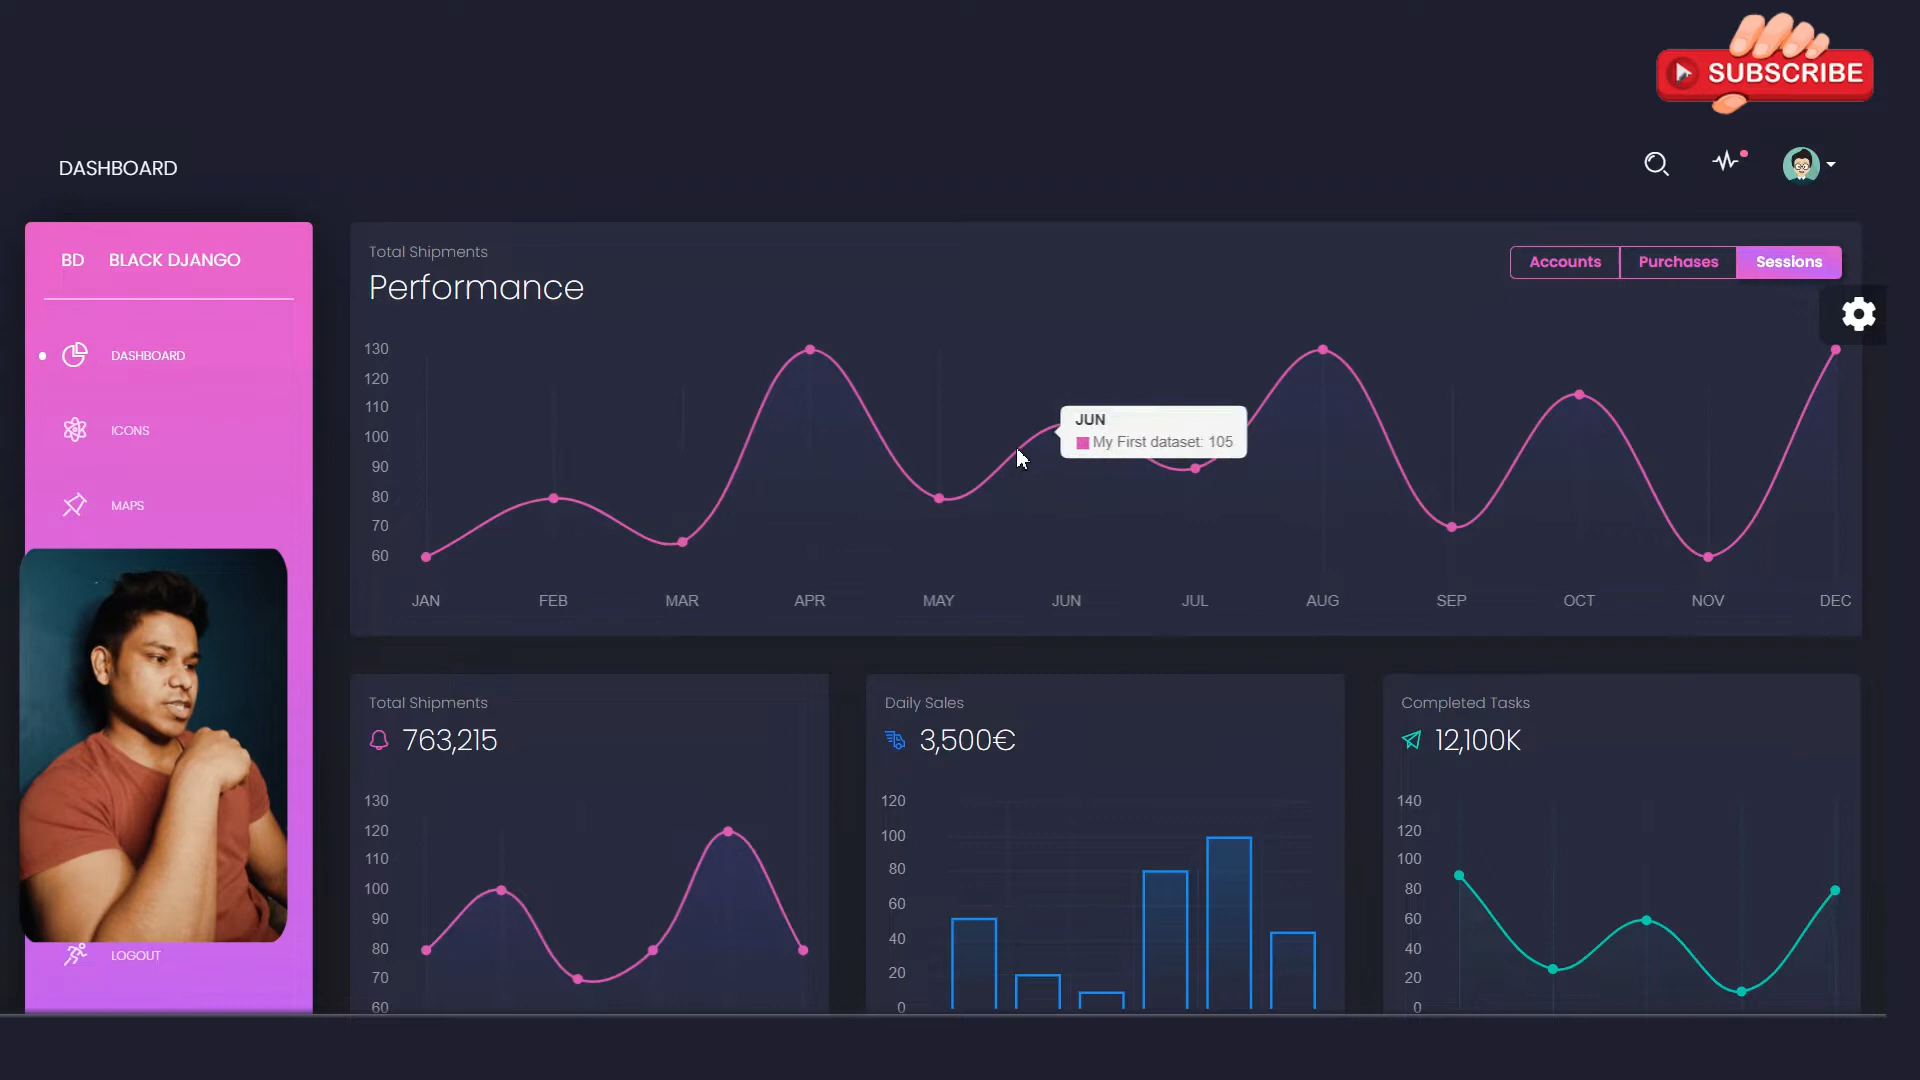 SUBSCRIBE
DASHBOARD
BD BLACK DJANGO
DASHBOARD
ICONS
MAPS
LOGOUT
Total Shipments
Performance
Accounts Purchases Sessions
130
120
110
100
90
80
70
60
JUN
My First dataset: 105
JAN FEB MAR APR MAY JUN JUL AUG SEP OCT NOV DEC
Total Shipments
763,215
130
120
110
100
90
80
70
60
Daily Sales
3,500€
120
100
80
60
40
20
0
Completed Tasks
12,100K
140
120
100
80
60
40
20
0